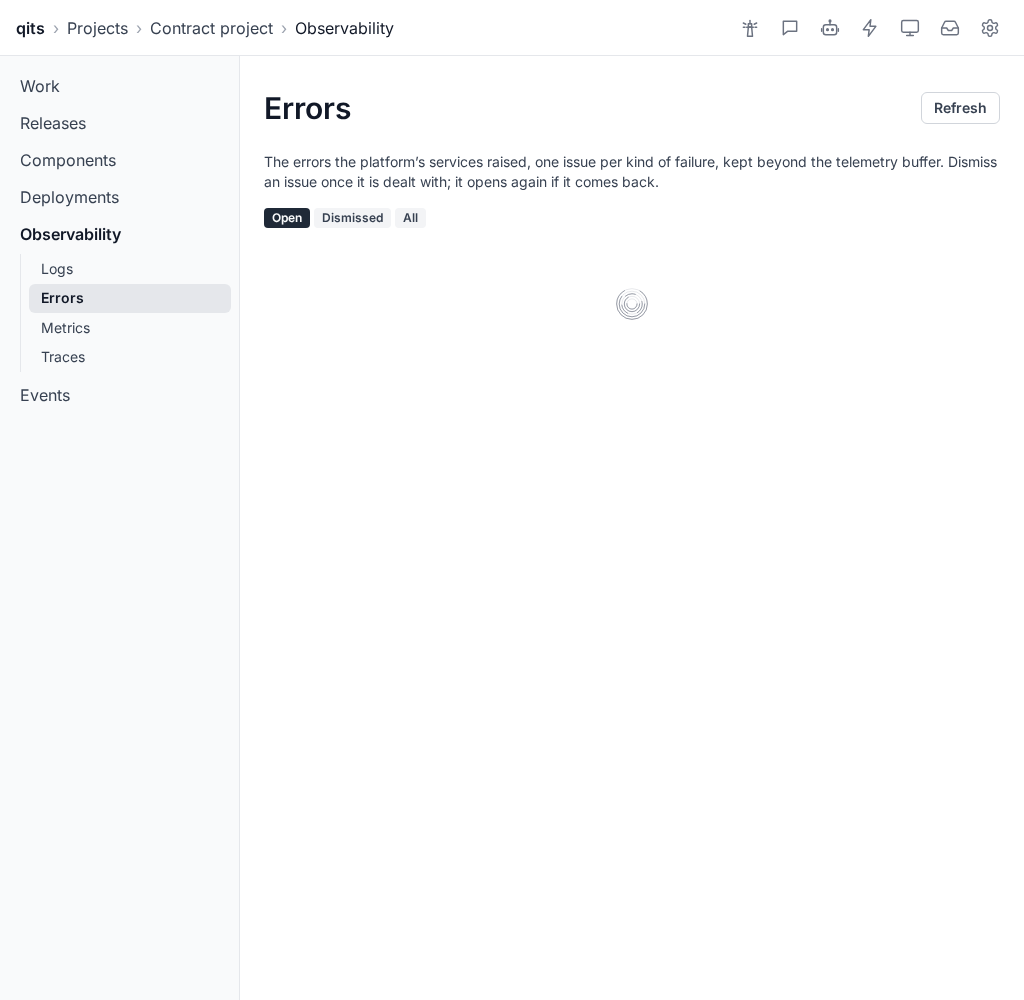 qits › Projects › Contract project › Observability
Work
Releases
Components
Deployments
Observability
Logs
Errors
Metrics
Traces
Events
Errors
Refresh
The errors the platform’s services raised, one issue per kind of failure, kept beyond the telemetry buffer. Dismiss
an issue once it is dealt with; it opens again if it comes back.
Open Dismissed All